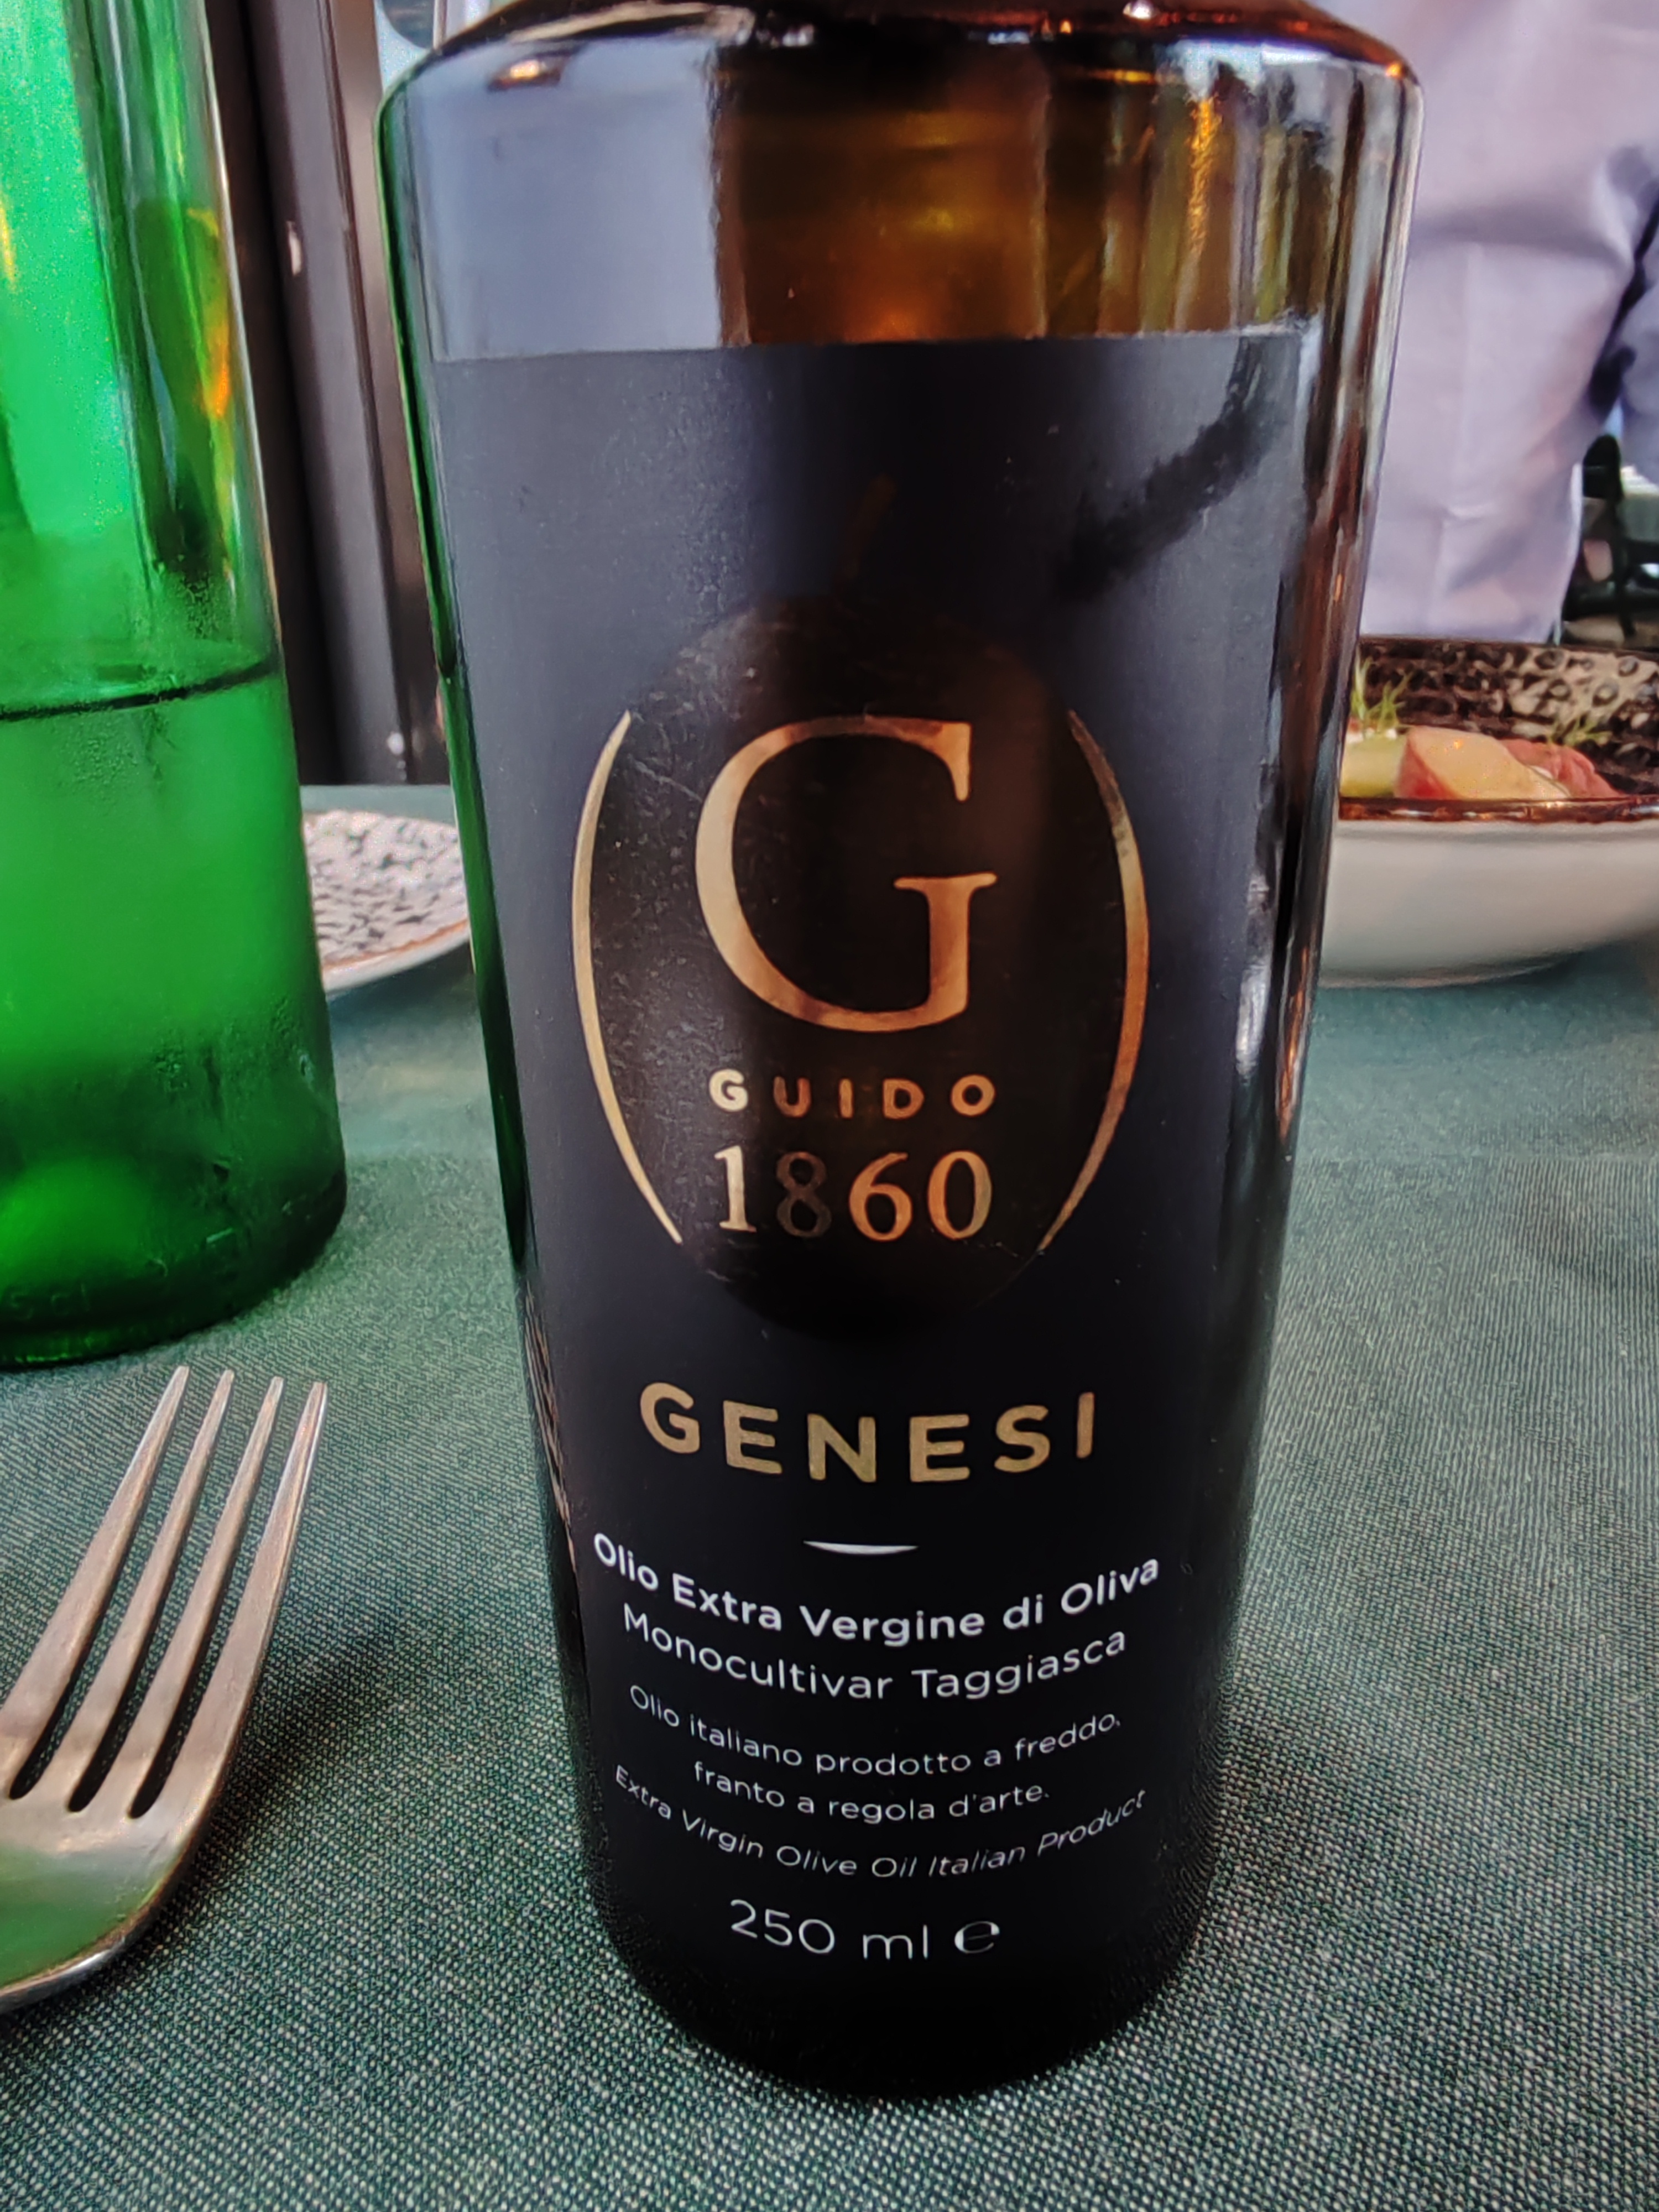 G
GUIDO
1860
GENESI
Olio Extra Vergine di Oliva
Monocultivar Taggiasca
Olio italiano prodotto a freddo,
franto a regola d'arte.
Extra Virgin Olive Oil Italian Product
250 ml ℮